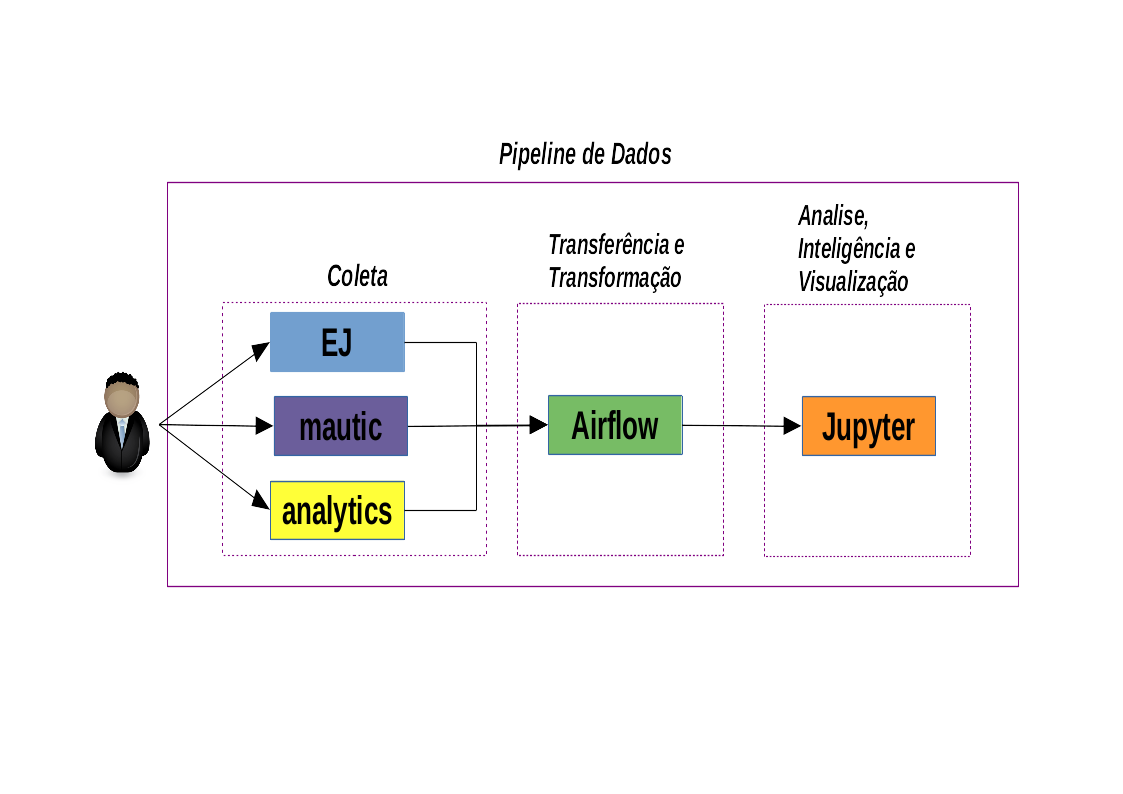 Pipeline de Dados
Coleta
Transferência e
Transformação
Analise,
Inteligência e
Visualização
EJ
mautic
analytics
Airflow
Jupyter